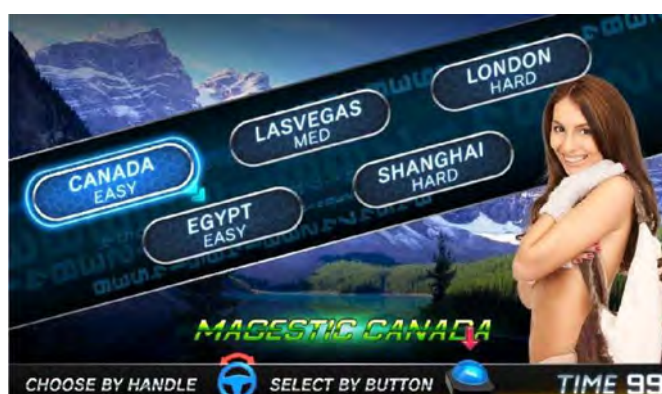 LONDON
HARD
LASVEGAS
MED
CANADA
EASY
SHANGHAI
HARD
EGYPT
EASY
MAGESTIC CANADA
CHOOSE BY HANDLE
SELECT BY BUTTON
TIME 99